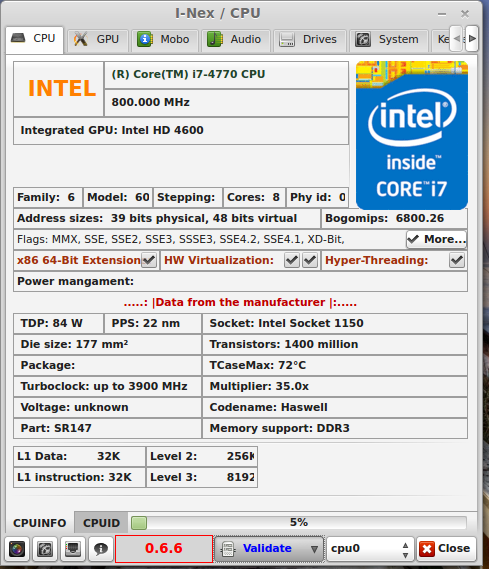 I-Nex / CPU
CPU GPU Mobo Audio Drives System Ke
INTEL
(R) Core(TM) i7-4770 CPU
800.000 MHz
Integrated GPU: Intel HD 4600
intel
inside™
CORE™ i7
Family: 6 Model: 60 Stepping: Cores: 8 Phy id: 0
Address sizes: 39 bits physical, 48 bits virtual Bogomips: 6800.26
Flags: MMX, SSE, SSE2, SSE3, SSSE3, SSE4.2, SSE4.1, XD-Bit, More...
x86 64-Bit Extension HW Virtualization: Hyper-Threading:
Power mangament:
.....: |Data from the manufacturer |:.....
TDP: 84 W PPS: 22 nm Socket: Intel Socket 1150
Die size: 177 mm² Transistors: 1400 million
Package: TCaseMax: 72°C
Turboclock: up to 3900 MHz Multiplier: 35.0x
Voltage: unknown Codename: Haswell
Part: SR147 Memory support: DDR3
L1 Data: 32K Level 2: 256K
L1 instruction: 32K Level 3: 8192
CPUINFO CPUID 5%
0.6.6 Validate cpu0 Close